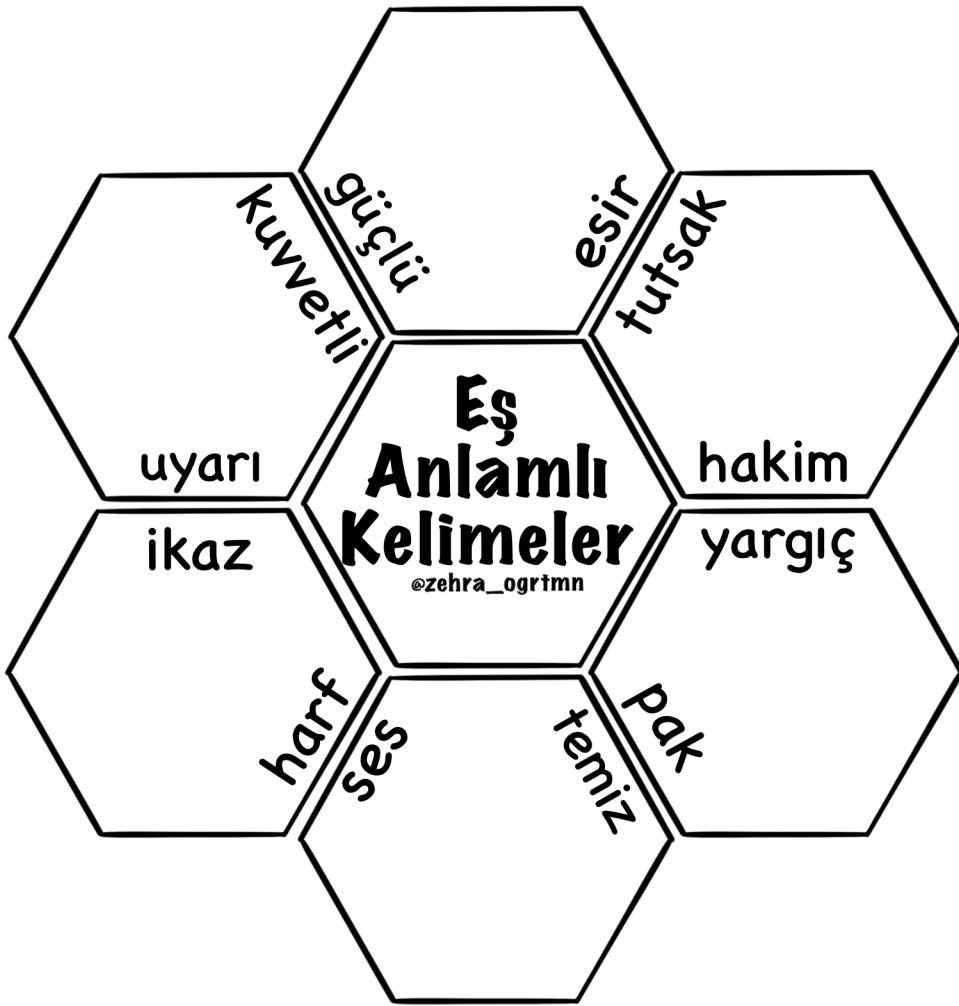 güçlü
esir
kuvvetli
tutsak
Eş
Anlamlı
Kelimeler
@zehra_ogrtmn
uyarı
hakim
ikaz
yargıç
harf
ses
temiz
pak